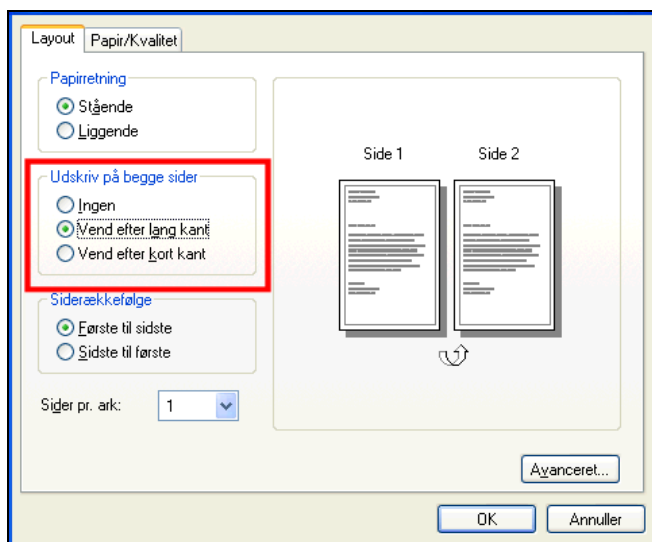 Layout Papir/Kvalitet
Papirretning
Stående
Liggende
Udskriv på begge sider
Ingen
Vend efter lang kant
Vend efter kort kant
Siderækkefølge
Første til sidste
Sidste til første
Sider pr. ark: 1
Side 1 Side 2
Avanceret...
OK Annuller